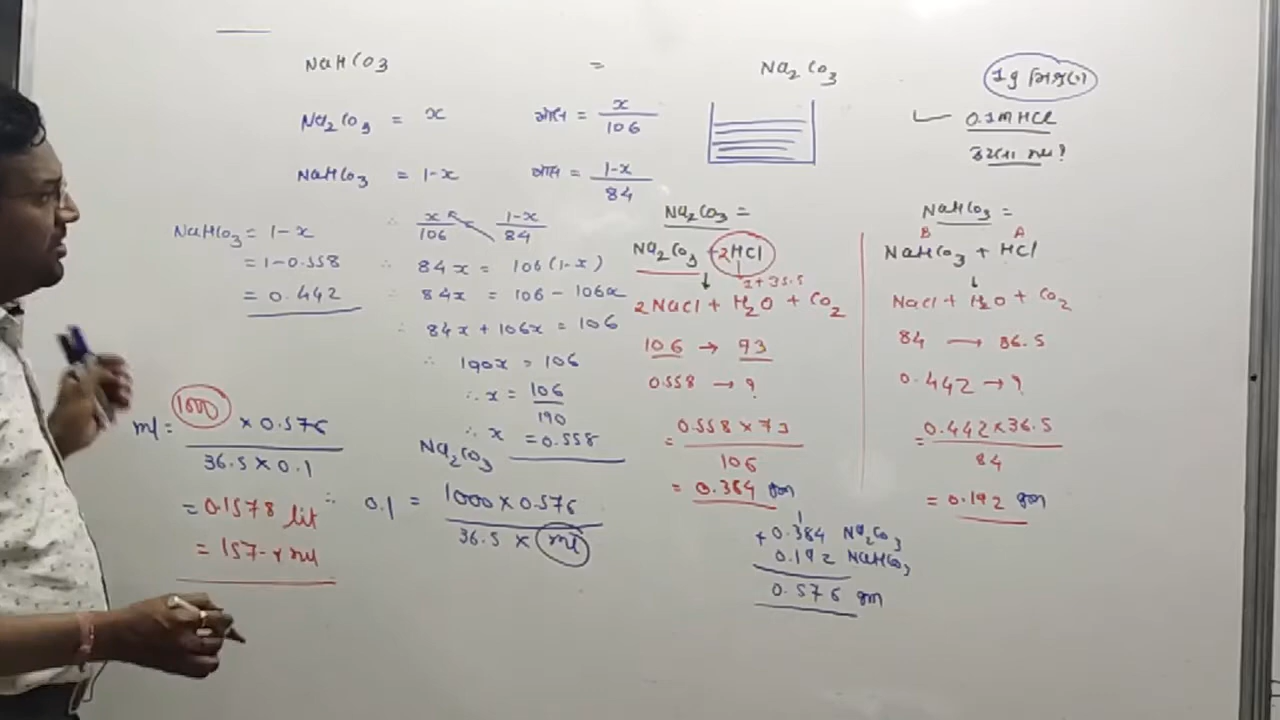 NaHCO3 = Na2CO3
1g મિશ્રણ
0.1M HCl
કેટલા ml?
Na2CO3 = x મોલ = x/106
NaHCO3 = 1-x મોલ = 1-x/84
∴ x/106 = 1-x/84
∴ 84x = 106(1-x)
∴ 84x = 106 - 106x
∴ 84x + 106x = 106
∴ 190x = 106
∴ x = 106/190
∴ x = 0.558
Na2CO3
NaHCO3 = 1-x
= 1-0.558
= 0.442
Na2CO3 =
Na2CO3 + 2HCl
↓ 1+35.5
2NaCl + H2O + CO2
106 → 73
0.558 → ?
= 0.558 x 73 / 106
= 0.384 gm
NaHCO3 =
B A
NaHCO3 + HCl
↓
NaCl + H2O + CO2
84 → 36.5
0.442 → ?
= 0.442 x 36.5 / 84
= 0.192 gm
+ 0.384 Na2CO3
0.192 NaHCO3
0.576 gm
∴ 0.1 = 1000 x 0.576 / 36.5 x ml
ml = 1000 x 0.576 / 36.5 x 0.1
= 0.1578 lit